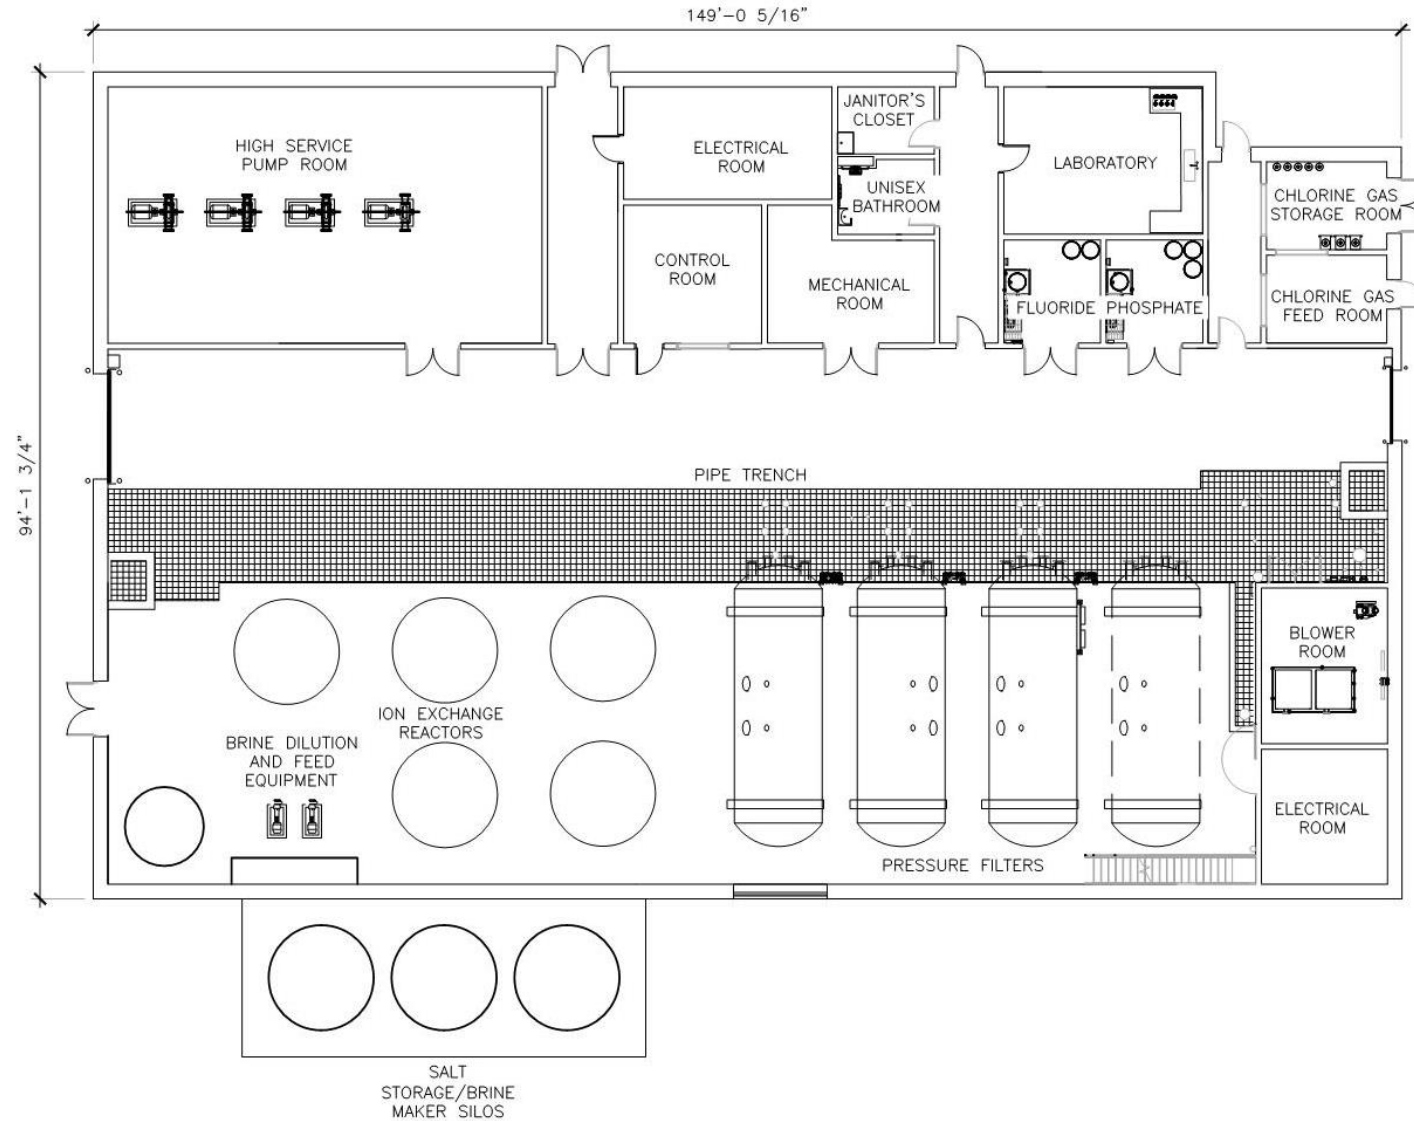 149'-0 5/16"
94'-1 3/4"
HIGH SERVICE
PUMP ROOM
ELECTRICAL
ROOM
JANITOR'S
CLOSET
UNISEX
BATHROOM
LABORATORY
CHLORINE GAS
STORAGE ROOM
CONTROL
ROOM
MECHANICAL
ROOM
FLUORIDE
PHOSPHATE
CHLORINE GAS
FEED ROOM
PIPE TRENCH
BLOWER
ROOM
ION EXCHANGE
REACTORS
BRINE DILUTION
AND FEED
EQUIPMENT
PRESSURE FILTERS
ELECTRICAL
ROOM
SALT
STORAGE/BRINE
MAKER SILOS